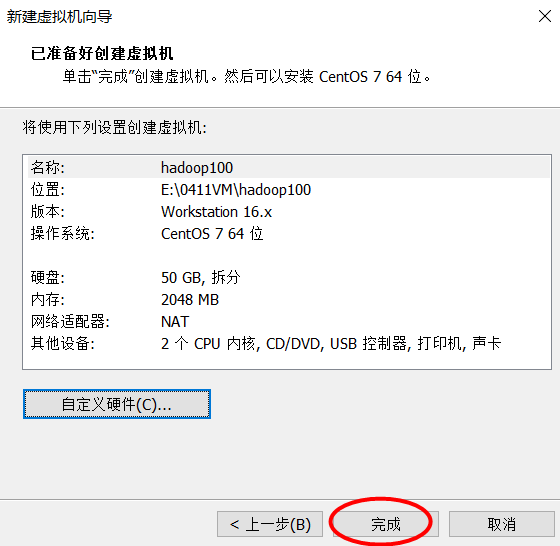 新建虚拟机向导
已准备好创建虚拟机
单击“完成”创建虚拟机。然后可以安装 CentOS 7 64 位。
将使用下列设置创建虚拟机:
名称: hadoop100
位置: E:\0411VM\hadoop100
版本: Workstation 16.x
操作系统: CentOS 7 64 位
硬盘: 50 GB, 拆分
内存: 2048 MB
网络适配器: NAT
其他设备: 2 个 CPU 内核, CD/DVD, USB 控制器, 打印机, 声卡
自定义硬件(C)...
< 上一步(B) 完成 取消